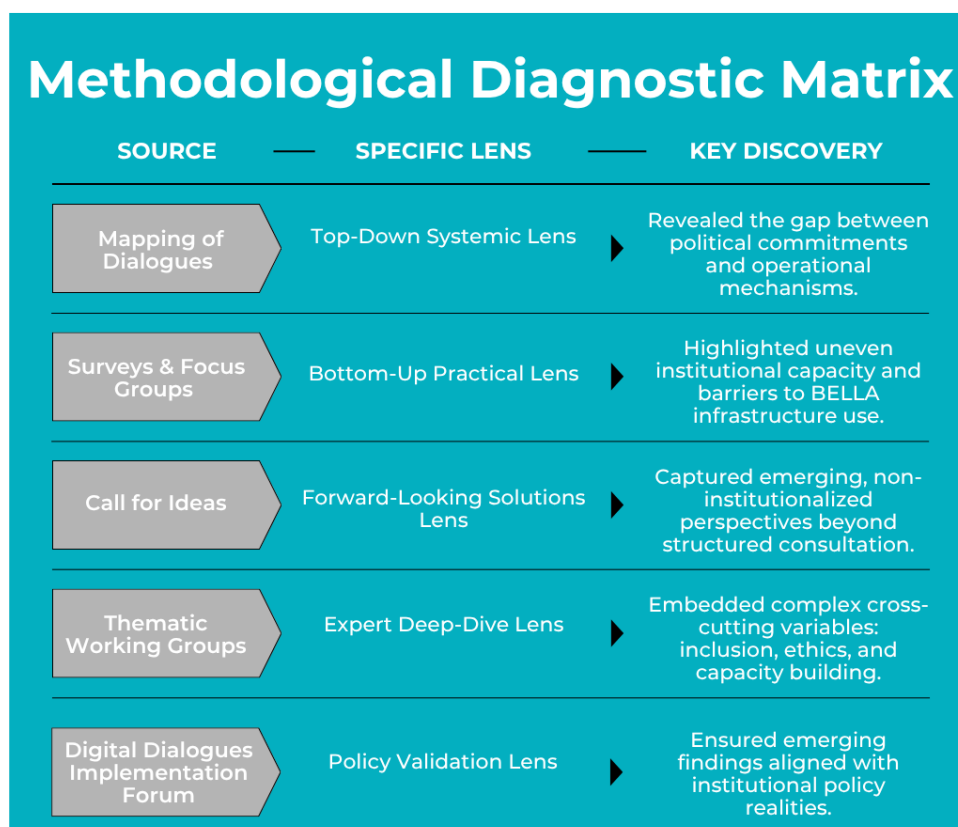 Methodological Diagnostic Matrix
SOURCE
SPECIFIC LENS
KEY DISCOVERY
Mapping of
Dialogues
Top-Down Systemic Lens
Revealed the gap between
political commitments
and operational
mechanisms.
Surveys & Focus
Groups
Bottom-Up Practical Lens
Highlighted uneven
institutional capacity and
barriers to BELLA
infrastructure use.
Call for Ideas
Forward-Looking Solutions
Lens
Captured emerging, non-
institutionalized
perspectives beyond
structured consultation.
Thematic
Working Groups
Expert Deep-Dive Lens
Embedded complex cross-
cutting variables:
inclusion, ethics, and
capacity building.
Digital Dialogues
Implementation
Forum
Policy Validation Lens
Ensured emerging
findings aligned with
institutional policy
realities.